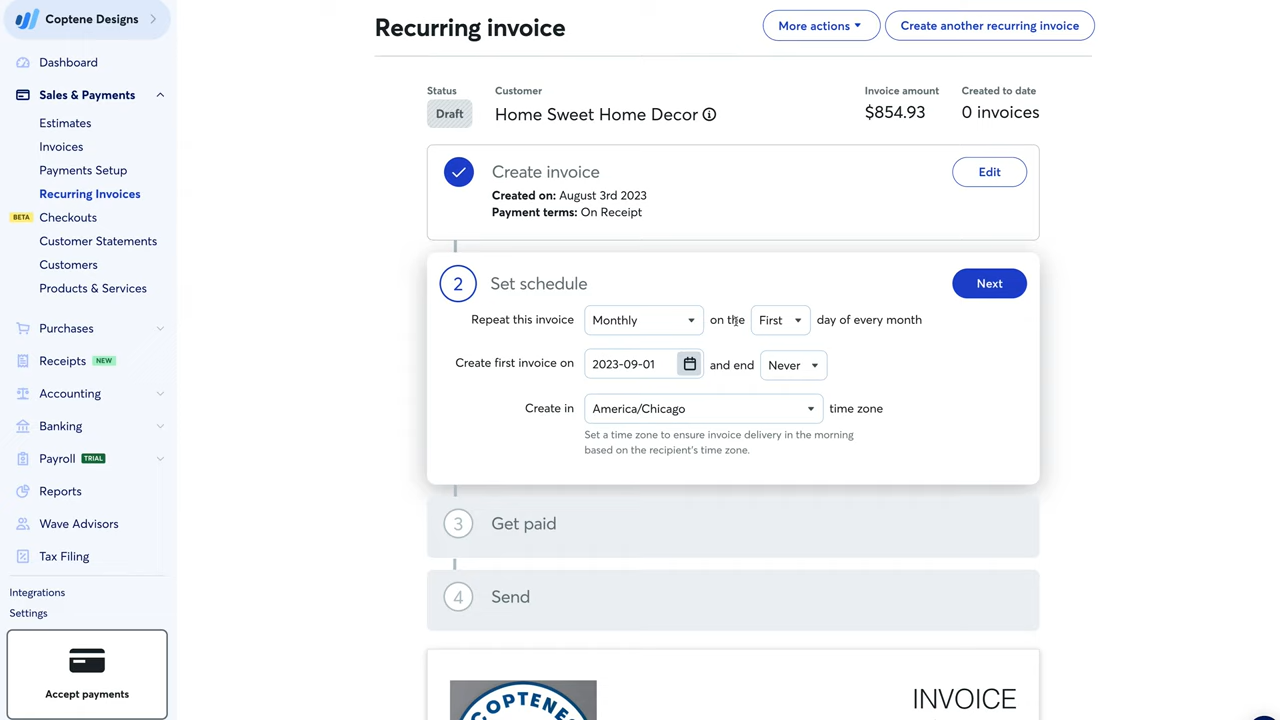 Coptene Designs
Dashboard
Sales & Payments
Estimates
Invoices
Payments Setup
Recurring Invoices
BETA Checkouts
Customer Statements
Customers
Products & Services
Purchases
Receipts NEW
Accounting
Banking
Payroll TRIAL
Reports
Wave Advisors
Tax Filing
Integrations
Settings
Accept payments
Recurring invoice
More actions
Create another recurring invoice
Status
Draft
Customer
Home Sweet Home Decor
Invoice amount
$854.93
Created to date
0 invoices
Create invoice
Edit
Created on: August 3rd 2023
Payment terms: On Receipt
2 Set schedule
Next
Repeat this invoice Monthly on the First day of every month
Create first invoice on 2023-09-01 and end Never
Create in America/Chicago time zone
Set a time zone to ensure invoice delivery in the morning
based on the recipient's time zone.
3 Get paid
4 Send
COPTENE
INVOICE